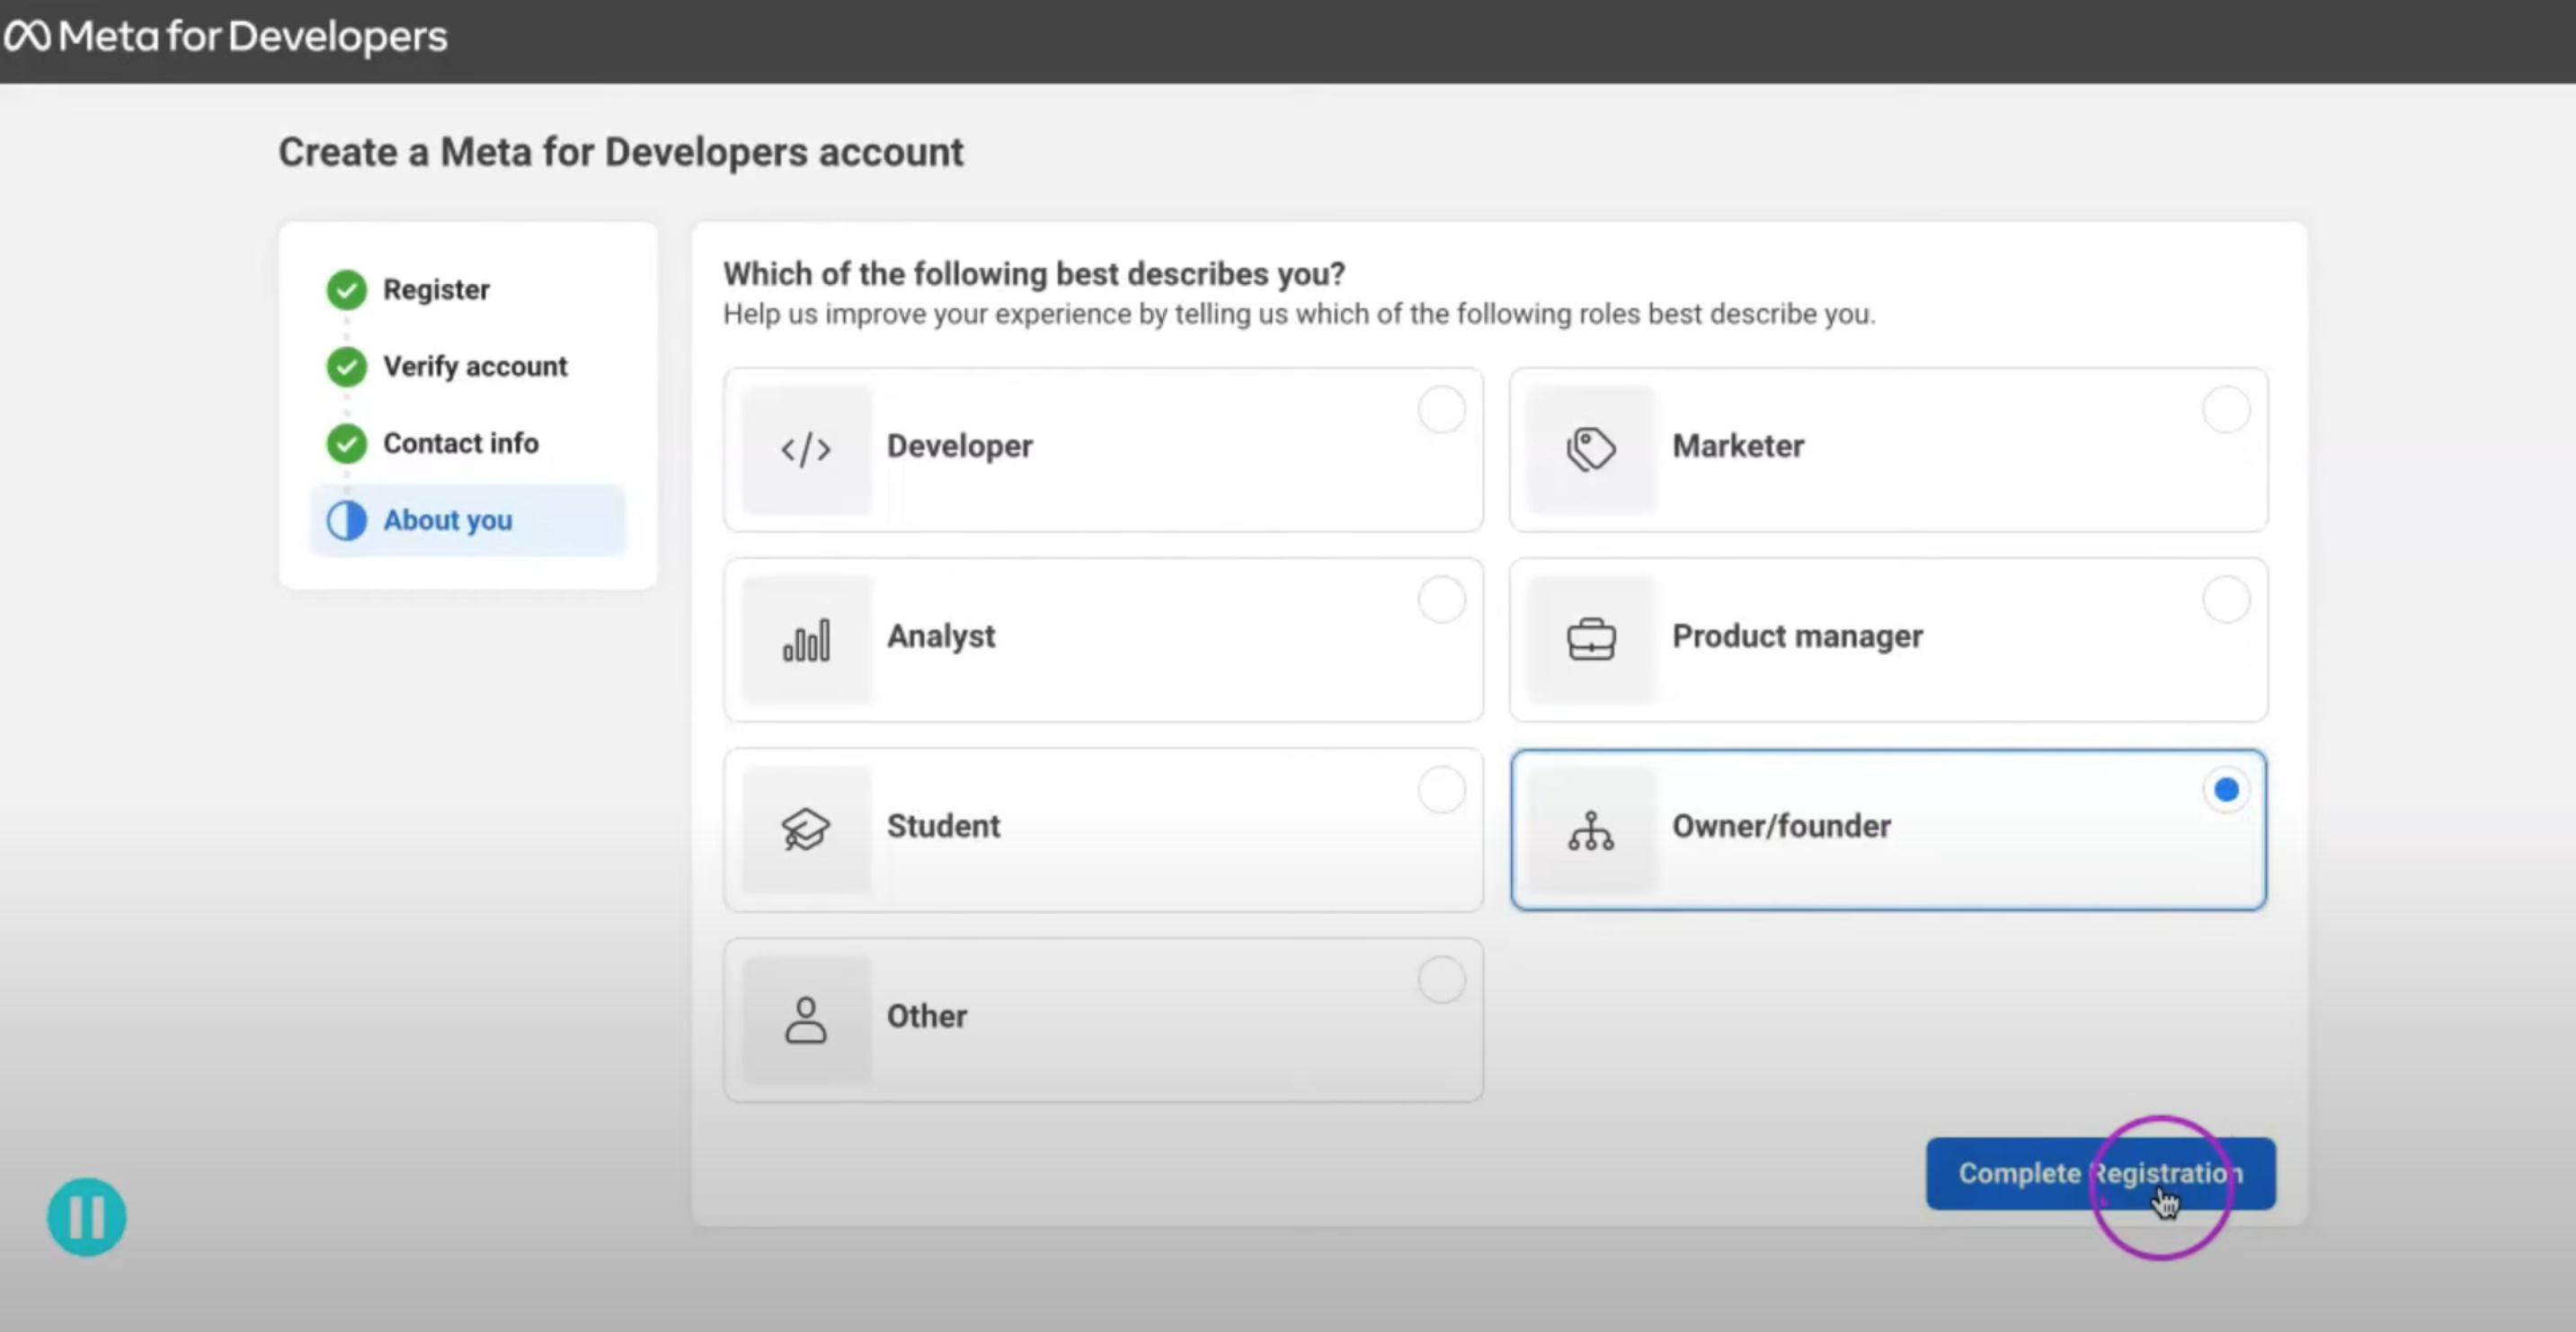 Meta for Developers
Create a Meta for Developers account
Register
Verify account
Contact info
About you
Which of the following best describes you?
Help us improve your experience by telling us which of the following roles best describe you.
Developer
Marketer
Analyst
Product manager
Student
Owner/founder
Other
Complete Registration